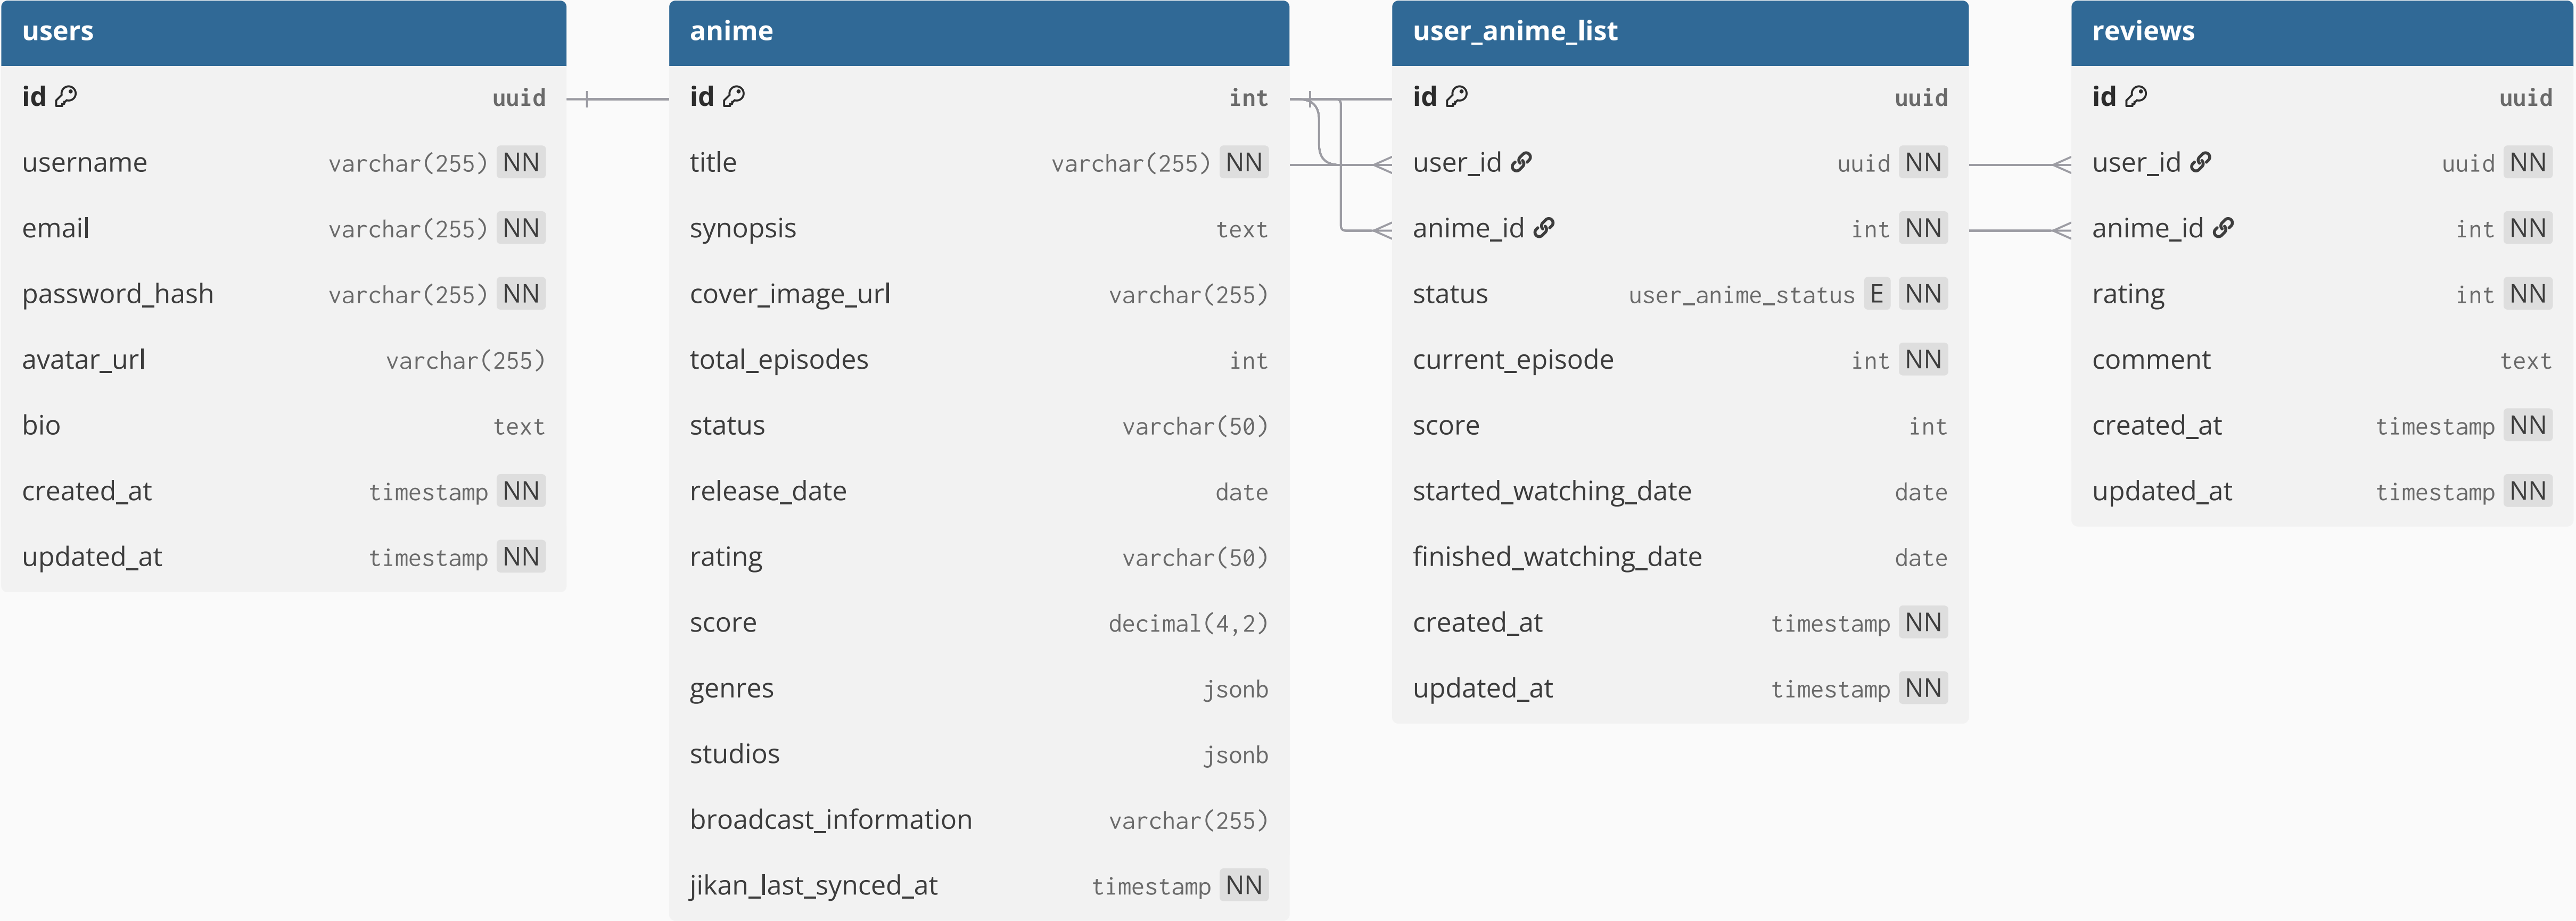 users
id uuid
username varchar(255) NN
email varchar(255) NN
password_hash varchar(255) NN
avatar_url varchar(255)
bio text
created_at timestamp NN
updated_at timestamp NN
anime
id int
title varchar(255) NN
synopsis text
cover_image_url varchar(255)
total_episodes int
status varchar(50)
release_date date
rating varchar(50)
score decimal(4,2)
genres jsonb
studios jsonb
broadcast_information varchar(255)
jikan_last_synced_at timestamp NN
user_anime_list
id uuid
user_id uuid NN
anime_id int NN
status user_anime_status E NN
current_episode int NN
score int
started_watching_date date
finished_watching_date date
created_at timestamp NN
updated_at timestamp NN
reviews
id uuid
user_id uuid NN
anime_id int NN
rating int NN
comment text
created_at timestamp NN
updated_at timestamp NN